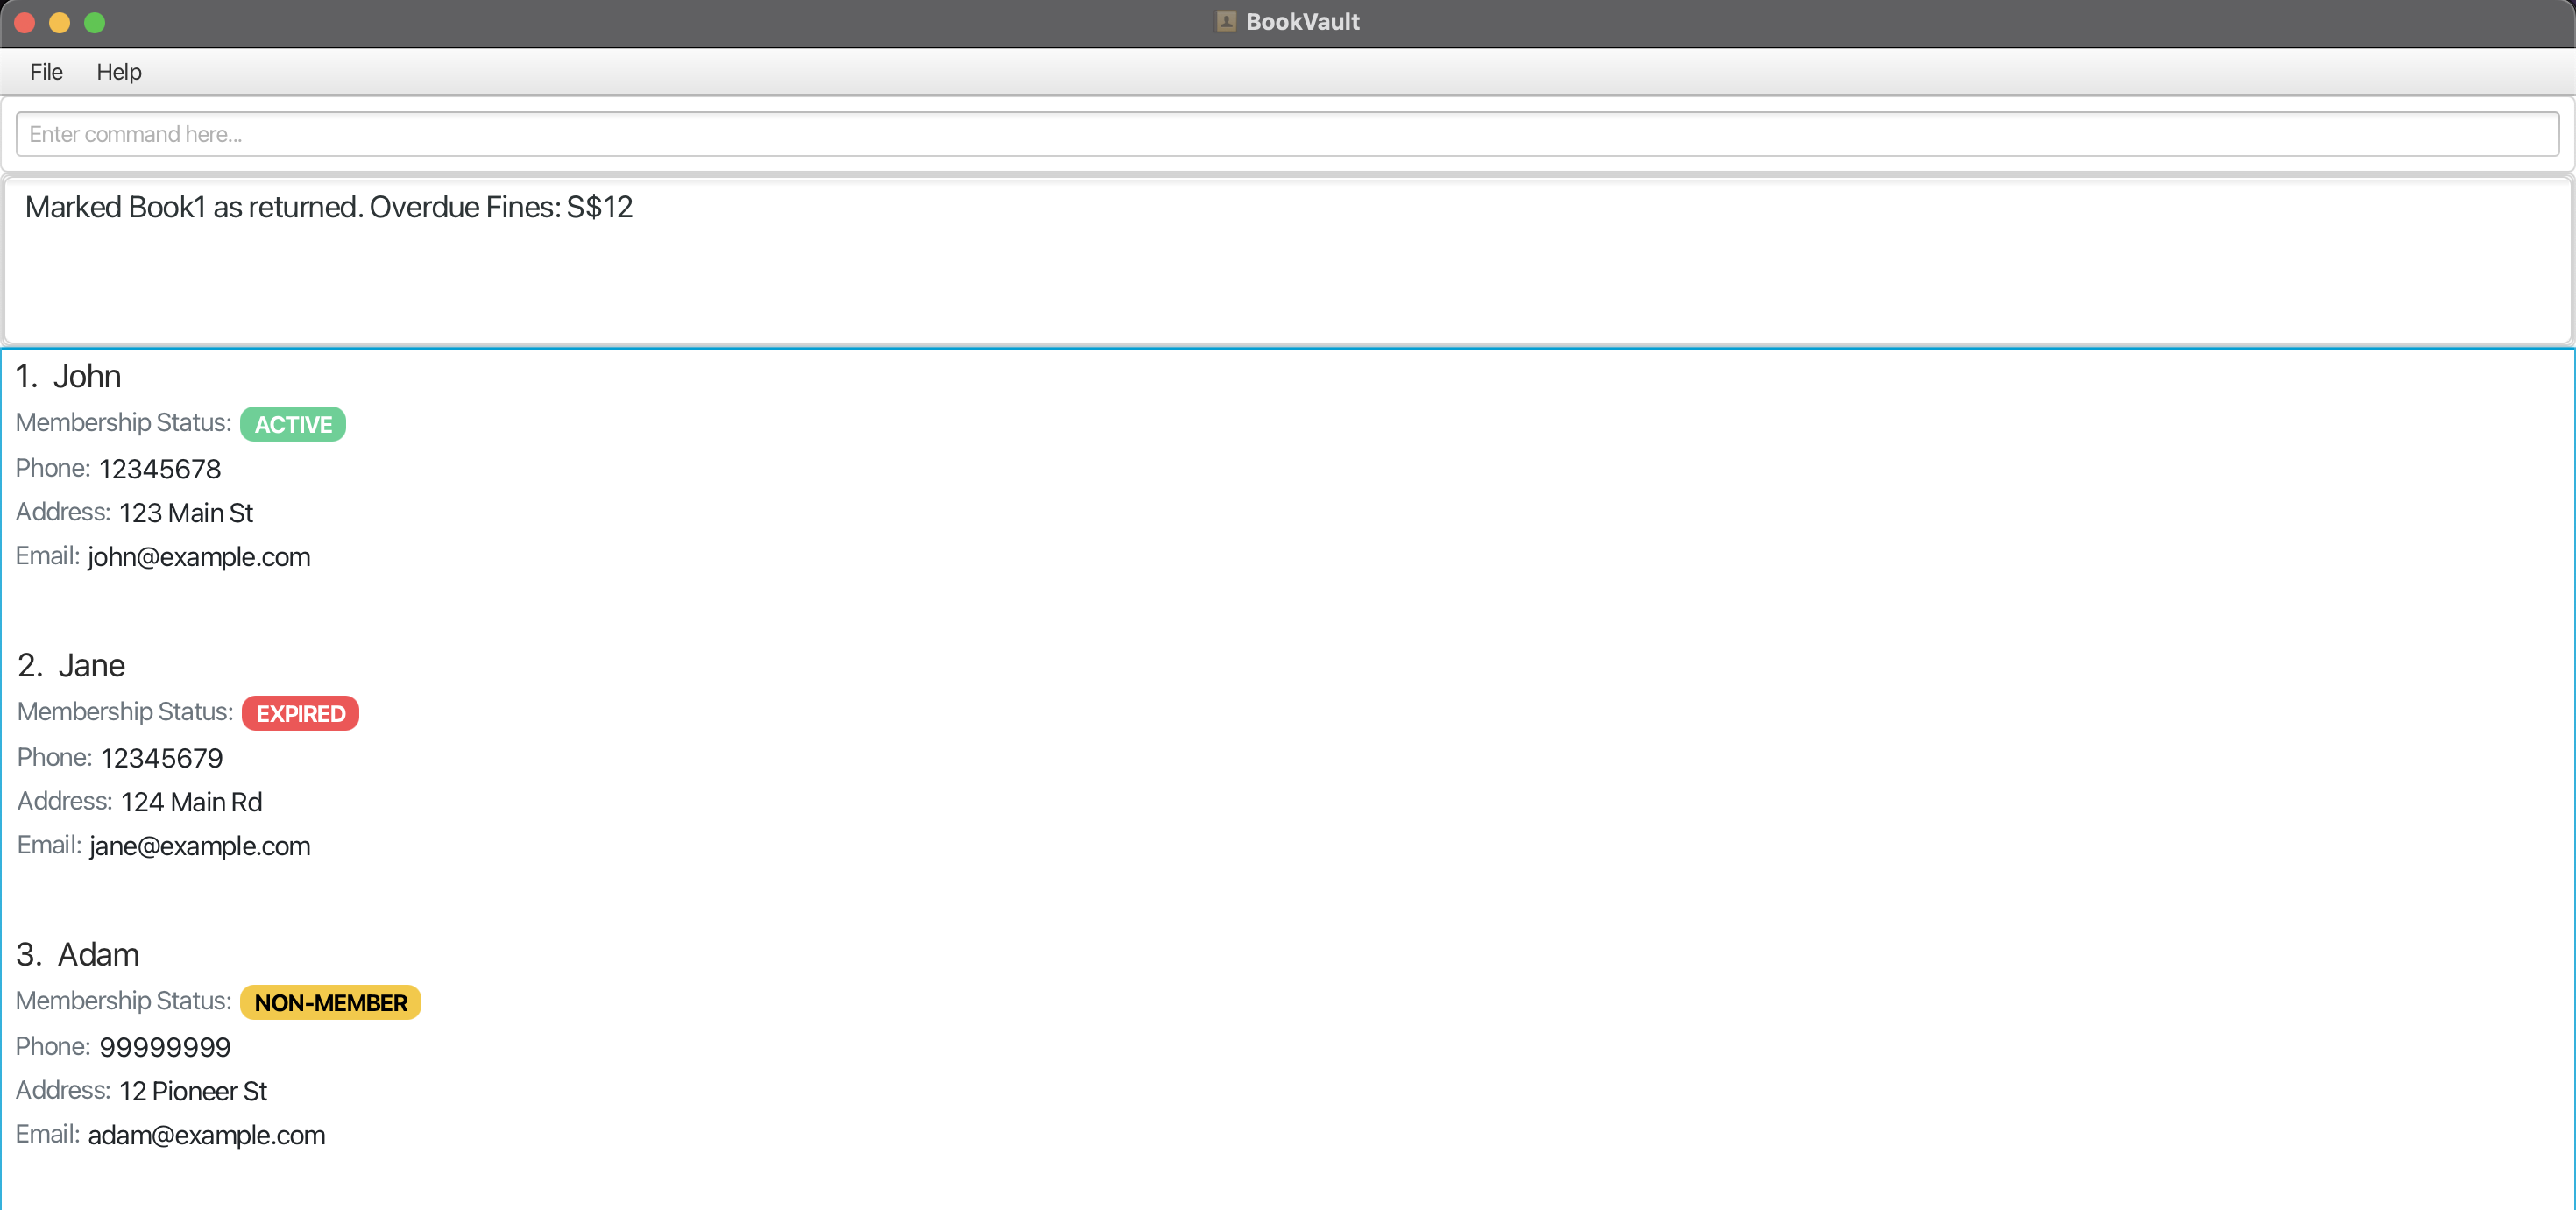 BookVault
File Help
Enter command here...
Marked Book1 as returned. Overdue Fines: S$12
1. John
Membership Status: ACTIVE
Phone: 12345678
Address: 123 Main St
Email: john@example.com
2. Jane
Membership Status: EXPIRED
Phone: 12345679
Address: 124 Main Rd
Email: jane@example.com
3. Adam
Membership Status: NON-MEMBER
Phone: 99999999
Address: 12 Pioneer St
Email: adam@example.com